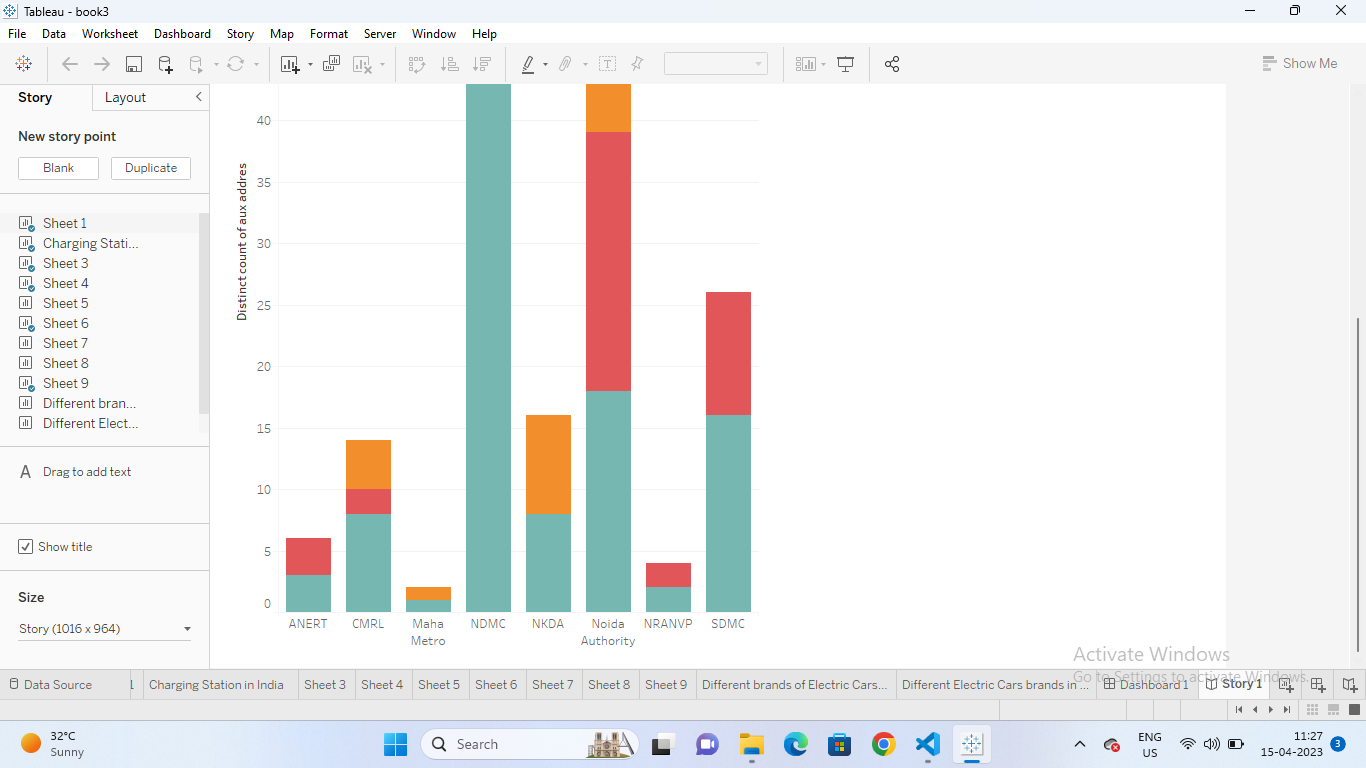 Tableau - book3
File Data Worksheet Dashboard Story Map Format Server Window Help
Show Me
Story Layout
New story point
Blank Duplicate
Sheet 1
Charging Stati...
Sheet 3
Sheet 4
Sheet 5
Sheet 6
Sheet 7
Sheet 8
Sheet 9
Different bran...
Different Elect...
A Drag to add text
Show title
Size
Story (1016 x 964)
Distinct count of aux addres
40
35
30
25
20
15
10
5
0
ANERT CMRL Maha Metro NDMC NKDA Noida Authority NRANVP SDMC
Activate Windows
Go to Settings to activate Windows.
Data Source 1 Charging Station in India Sheet 3 Sheet 4 Sheet 5 Sheet 6 Sheet 7 Sheet 8 Sheet 9 Different brands of Electric Cars... Different Electric Cars brands in ... Dashboard 1 Story 1
32°C
Sunny
Search
ENG
US
11:27
15-04-2023
3